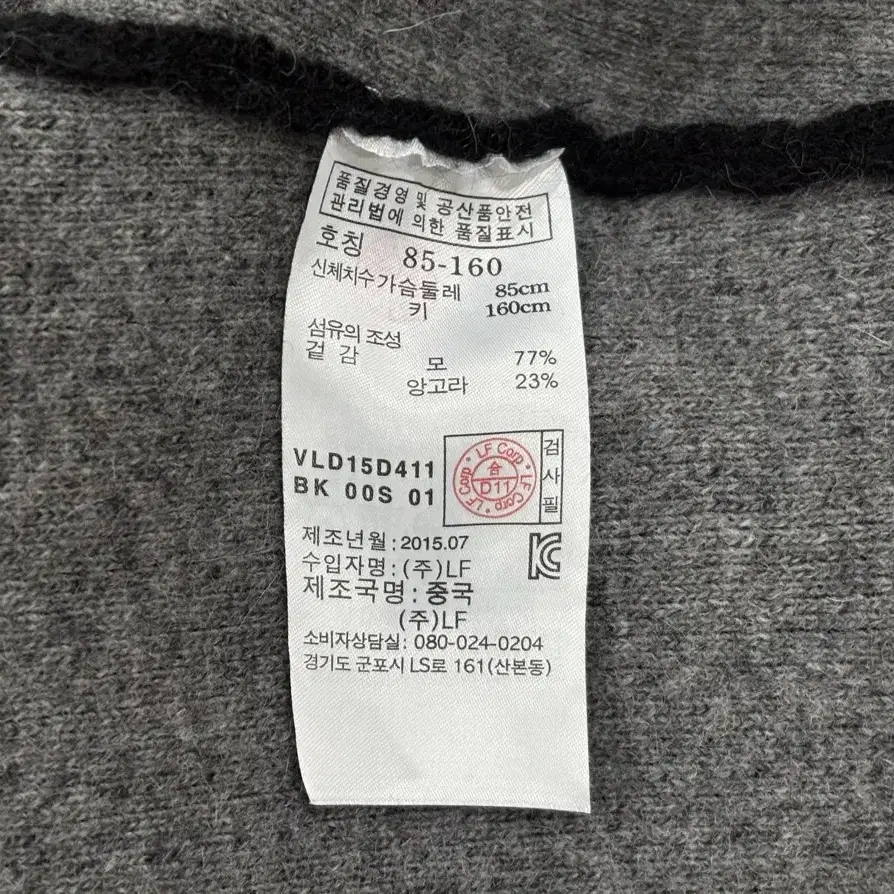 품질경영 및 공산품안전
관리법에 의한 품질표시
호칭 85-160
신체치수가슴둘레 85cm
키 160cm
섬유의 조성
겉 감 모 77%
앙고라 23%
VLD15D411
BK 00S 01
LF Corp · LF Corp · LF Corp · LF Corp
合
D11
검사필
제조년월 : 2015.07
수입자명 : (주)LF
제조국명 : 중국
(주)LF
소비자상담실: 080-024-0204
경기도 군포시 LS로 161(산본동)